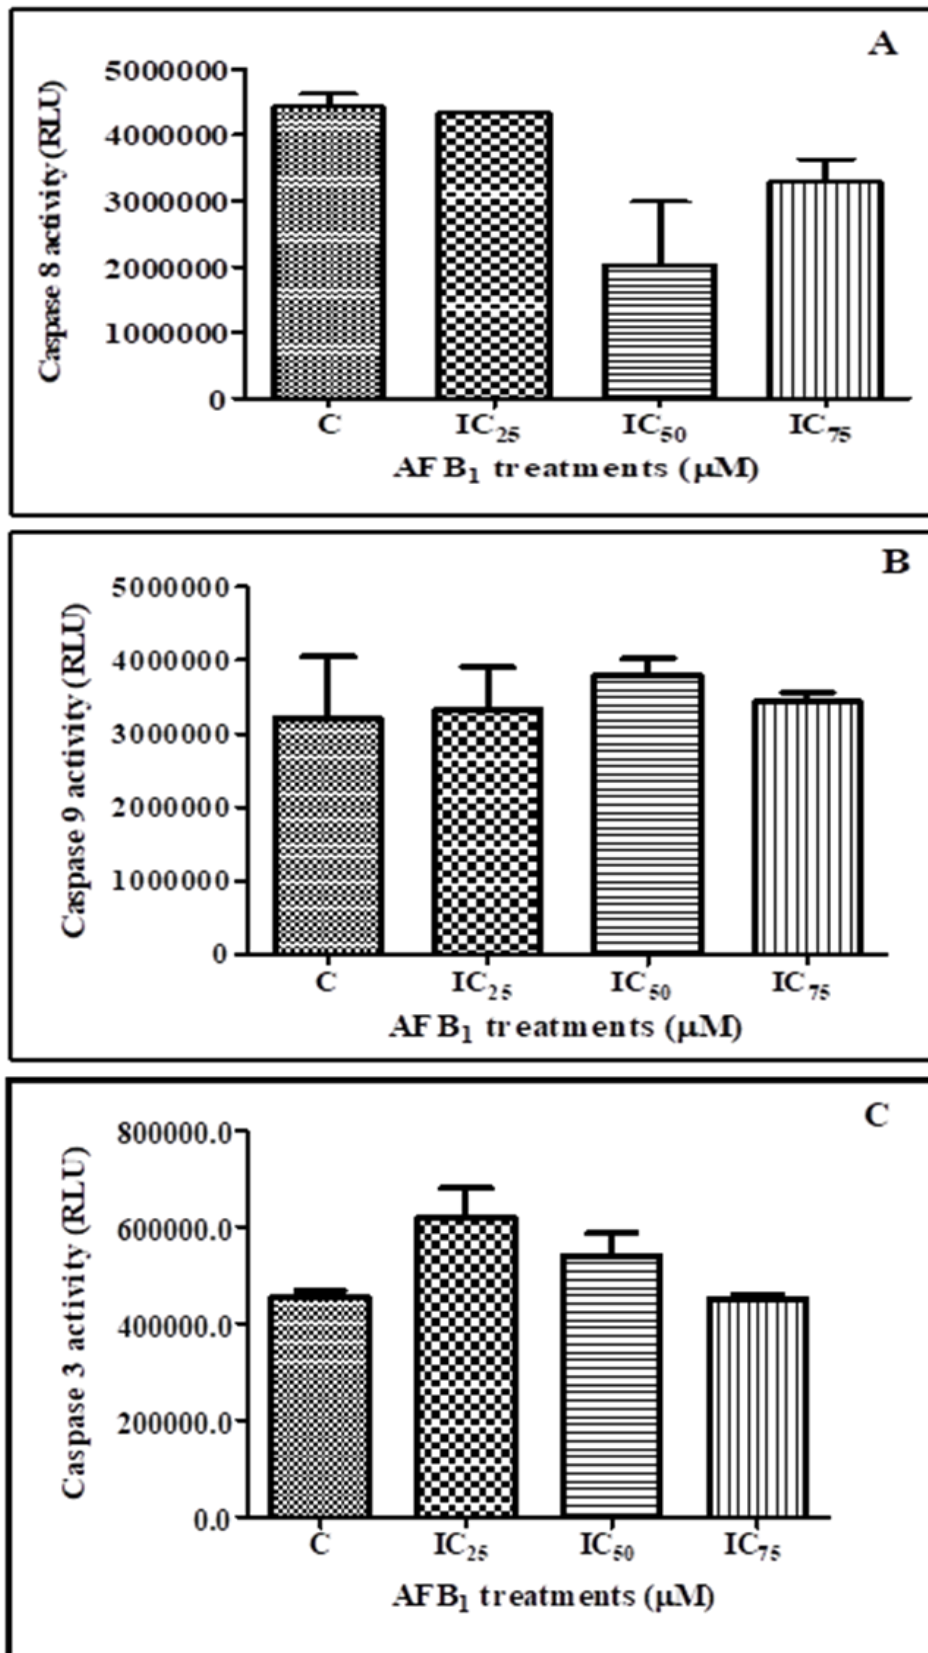 A
Caspase 8 activity (RLU)
5000000
4000000
3000000
2000000
1000000
0
C IC25 IC50 IC75
AFB1 treatments (μM)
B
Caspase 9 activity (RLU)
5000000
4000000
3000000
2000000
1000000
0
C IC25 IC50 IC75
AFB1 treatments (μM)
C
Caspase 3 activity (RLU)
800000.0
600000.0
400000.0
200000.0
0.0
C IC25 IC50 IC75
AFB1 treatments (μM)